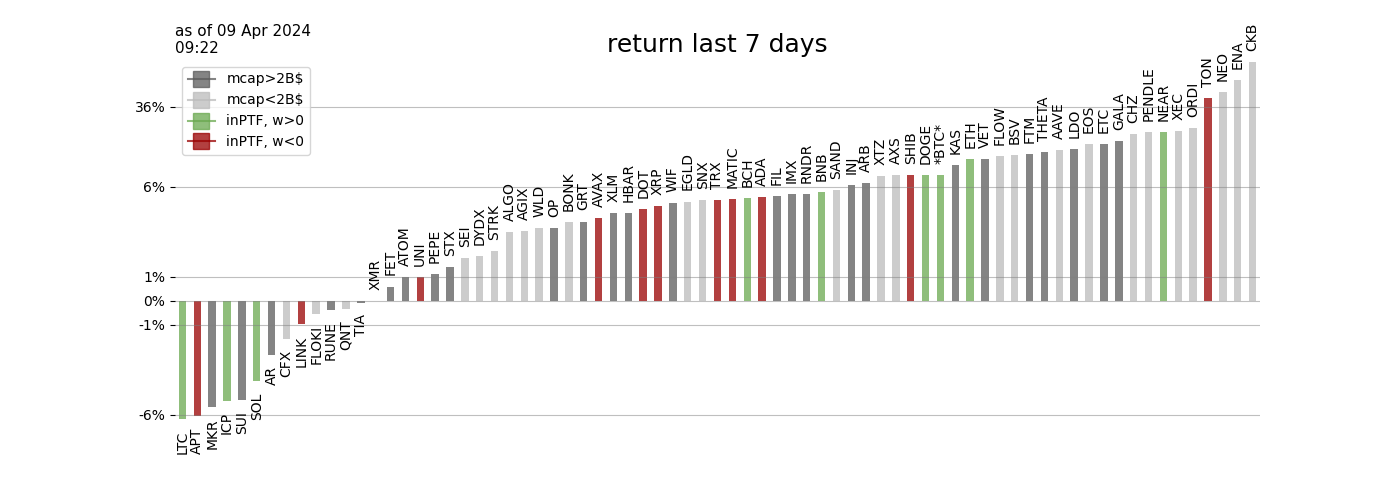 as of 09 Apr 2024
09:22
return last 7 days
mcap>2B$
mcap<2B$
inPTF, w>0
inPTF, w<0
36%
6%
1%
0%
-1%
-6%
LTC
APT
MKR
ICP
SUI
SOL
AR
CFX
LINK
FLOKI
RUNE
QNT
TIA
XMR
FET
ATOM
UNI
PEPE
STX
SEI
DYDX
STRK
ALGO
AGIX
WLD
OP
BONK
GRT
AVAX
XLM
HBAR
DOT
XRP
WIF
EGLD
SNX
TRX
MATIC
BCH
ADA
FIL
IMX
RNDR
BNB
SAND
INJ
ARB
XTZ
AXS
SHIB
DOGE
*BTC*
KAS
ETH
VET
FLOW
BSV
FTM
THETA
AAVE
LDO
EOS
ETC
GALA
CHZ
PENDLE
NEAR
XEC
ORDI
TON
NEO
ENA
CKB